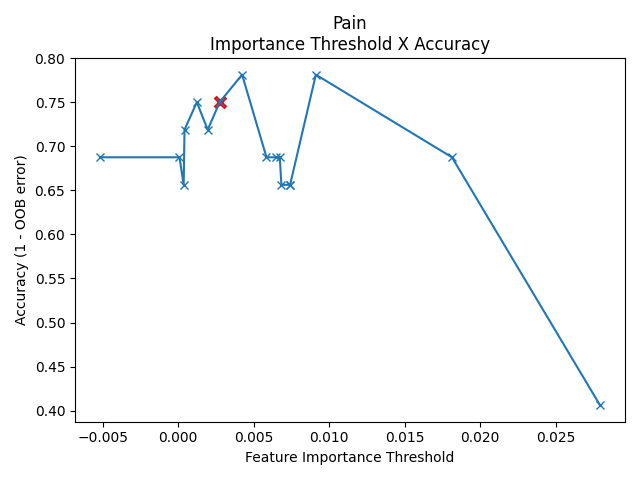 Pain
Importance Threshold X Accuracy
Accuracy (1 - OOB error)
0.80
0.75
0.70
0.65
0.60
0.55
0.50
0.45
0.40
−0.005 0.000 0.005 0.010 0.015 0.020 0.025
Feature Importance Threshold